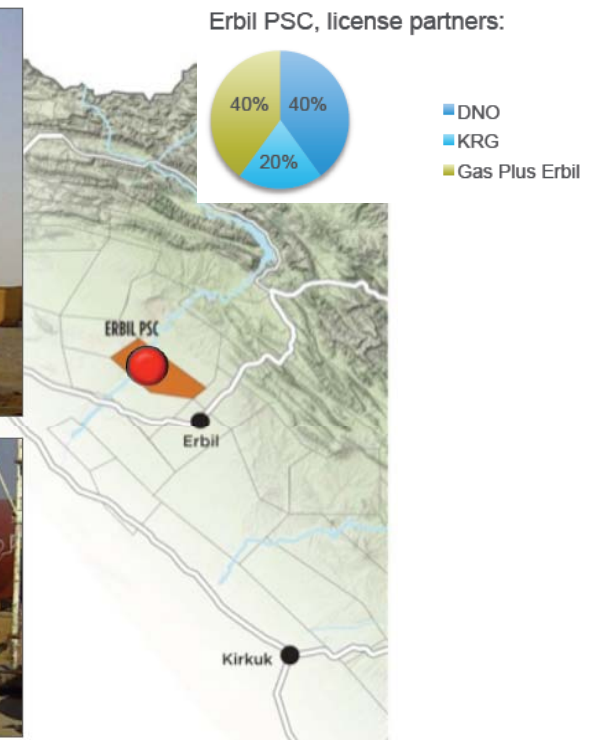 Erbil PSC, license partners:
40%
40%
20%
DNO
KRG
Gas Plus Erbil
ERBIL PSC
Erbil
Kirkuk